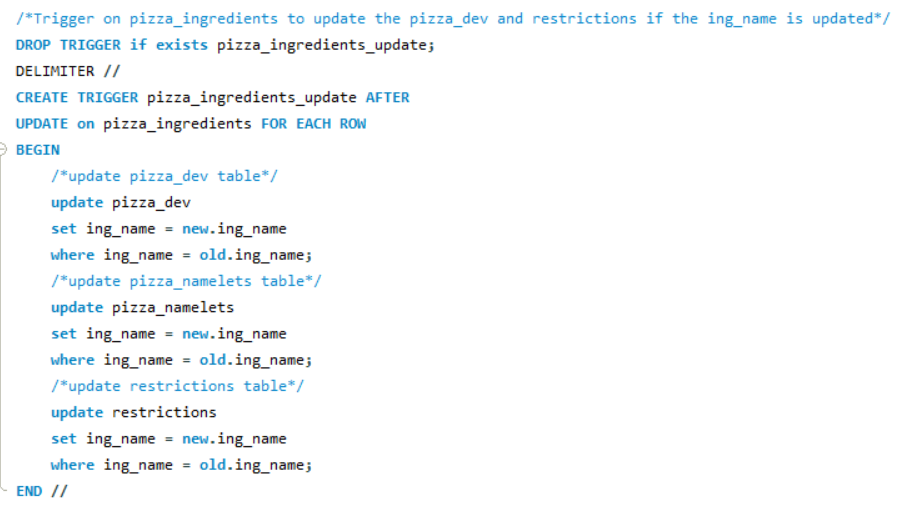 /*Trigger on pizza_ingredients to update the pizza_dev and restrictions if the ing_name is updated*/
DROP TRIGGER if exists pizza_ingredients_update;
DELIMITER //
CREATE TRIGGER pizza_ingredients_update AFTER
UPDATE on pizza_ingredients FOR EACH ROW
BEGIN
    /*update pizza_dev table*/
    update pizza_dev
    set ing_name = new.ing_name
    where ing_name = old.ing_name;
    /*update pizza_namelets table*/
    update pizza_namelets
    set ing_name = new.ing_name
    where ing_name = old.ing_name;
    /*update restrictions table*/
    update restrictions
    set ing_name = new.ing_name
    where ing_name = old.ing_name;
END //